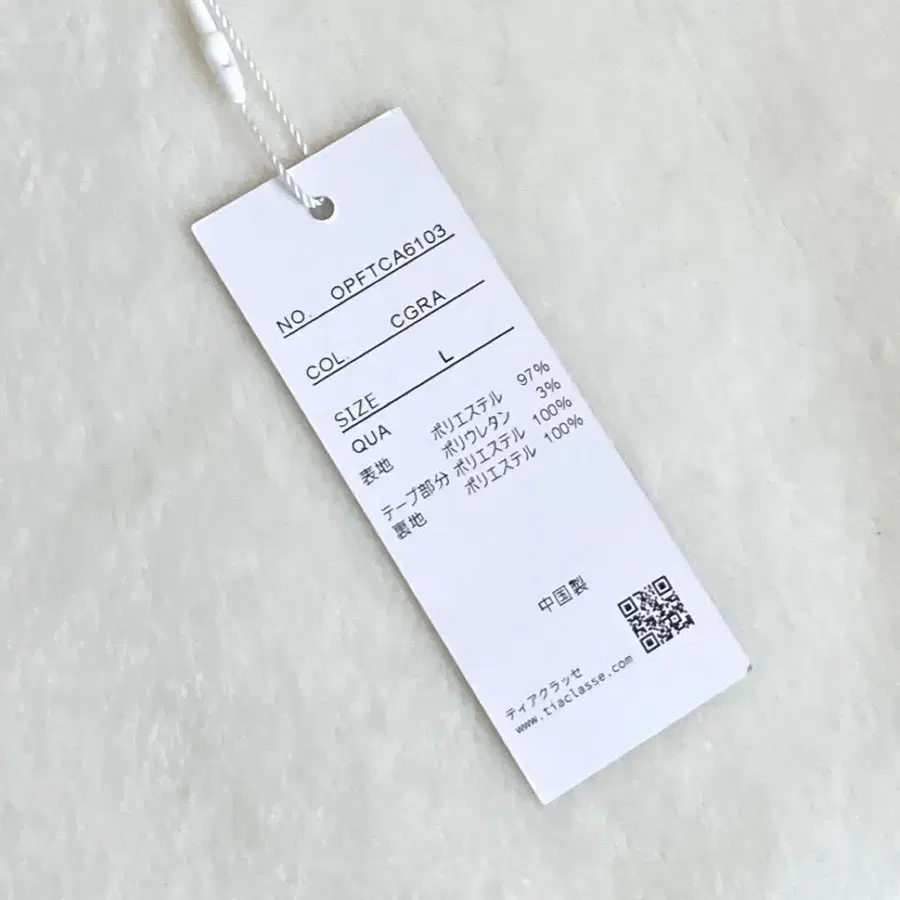 NO. OPFTCA6103
COL. CGRA
SIZE L
QUA
表地 ポリエステル 97%
ポリウレタン 3%
テープ部分 ポリエステル 100%
裏地 ポリエステル 100%
中国製
ティアクラッセ
www.tiaclasse.com